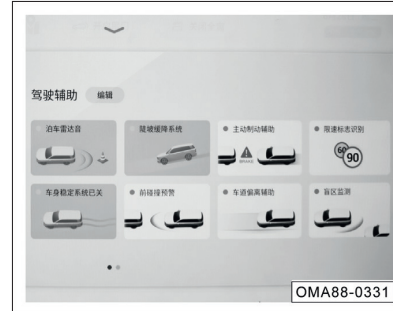 驾驶辅助 编辑
泊车雷达音 陡坡缓降系统 主动制动辅助 限速标志识别
60
90
车身稳定系统已关 前碰撞预警 车道偏离辅助 盲区监测
OMA88-0331